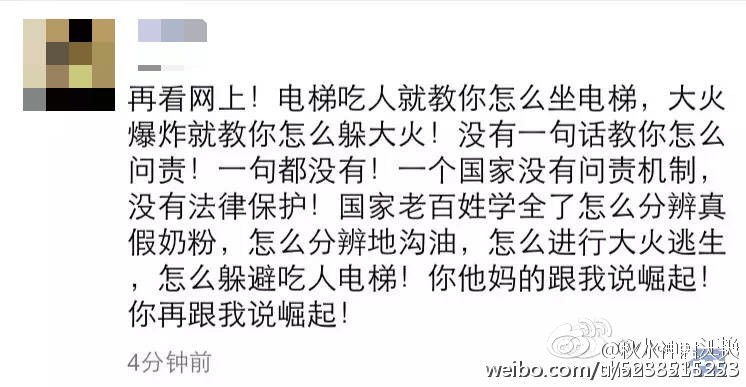 再看网上！电梯吃人就教你怎么坐电梯，大火
爆炸就教你怎么躲大火！没有一句话教你怎么
问责！一句都没有！一个国家没有问责机制，
没有法律保护！国家老百姓学全了怎么分辨真
假奶粉，怎么分辨地沟油，怎么进行大火逃生
，怎么躲避吃人电梯！你他妈的跟我说崛起！
你再跟我说崛起！
4分钟前
weibo.com/u/5238515253